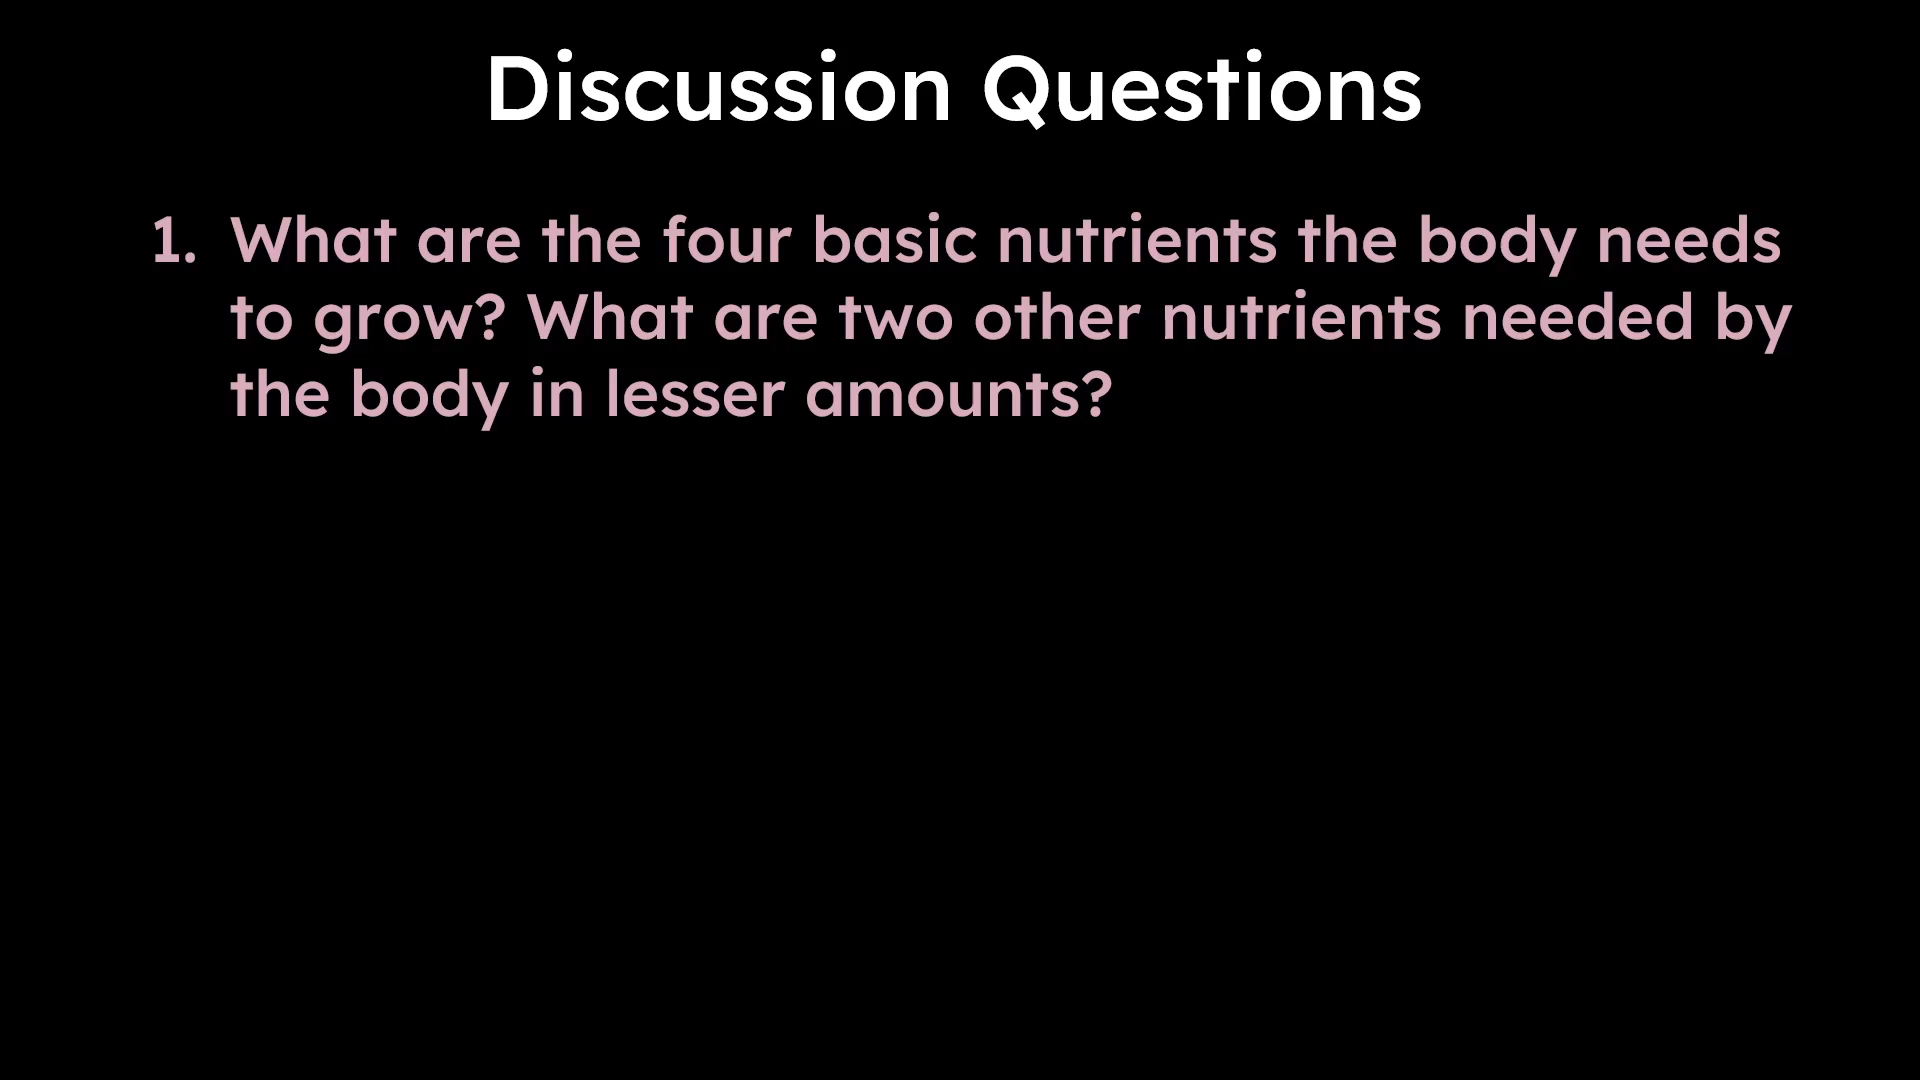 Discussion Questions
1. What are the four basic nutrients the body needs
to grow? What are two other nutrients needed by
the body in lesser amounts?